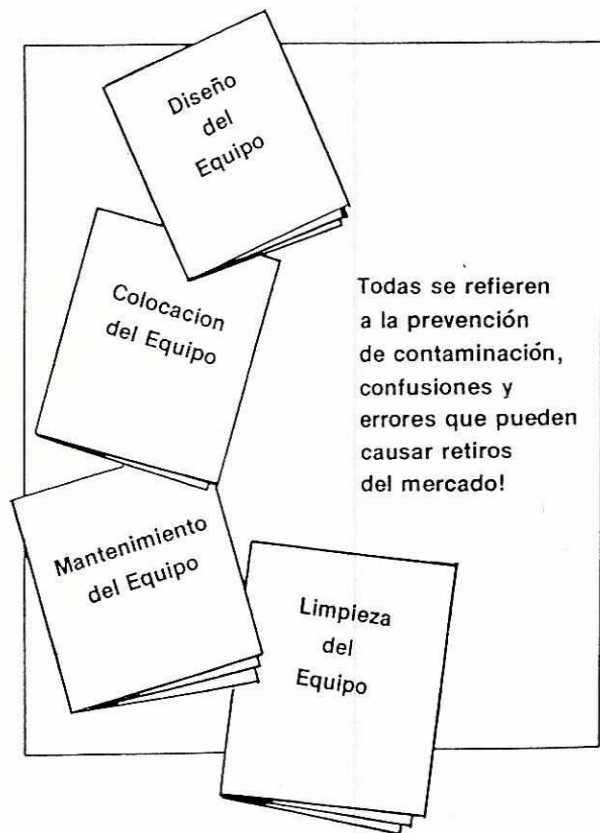 Diseño
del
Equipo
Colocacion
del Equipo
Mantenimiento
del Equipo
Limpieza
del
Equipo
Todas se refieren
a la prevención
de contaminación,
confusiones y
errores que pueden
causar retiros
del mercado!